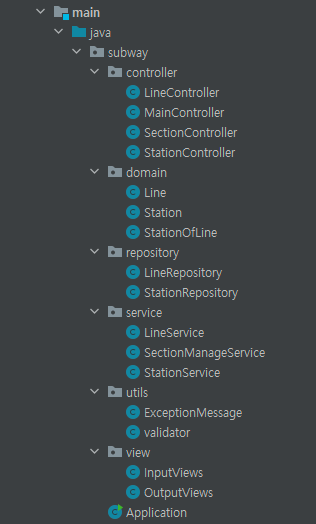 main
java
subway
controller
LineController
MainController
SectionController
StationController
domain
Line
Station
StationOfLine
repository
LineRepository
StationRepository
service
LineService
SectionManageService
StationService
utils
ExceptionMessage
validator
view
InputViews
OutputViews
Application